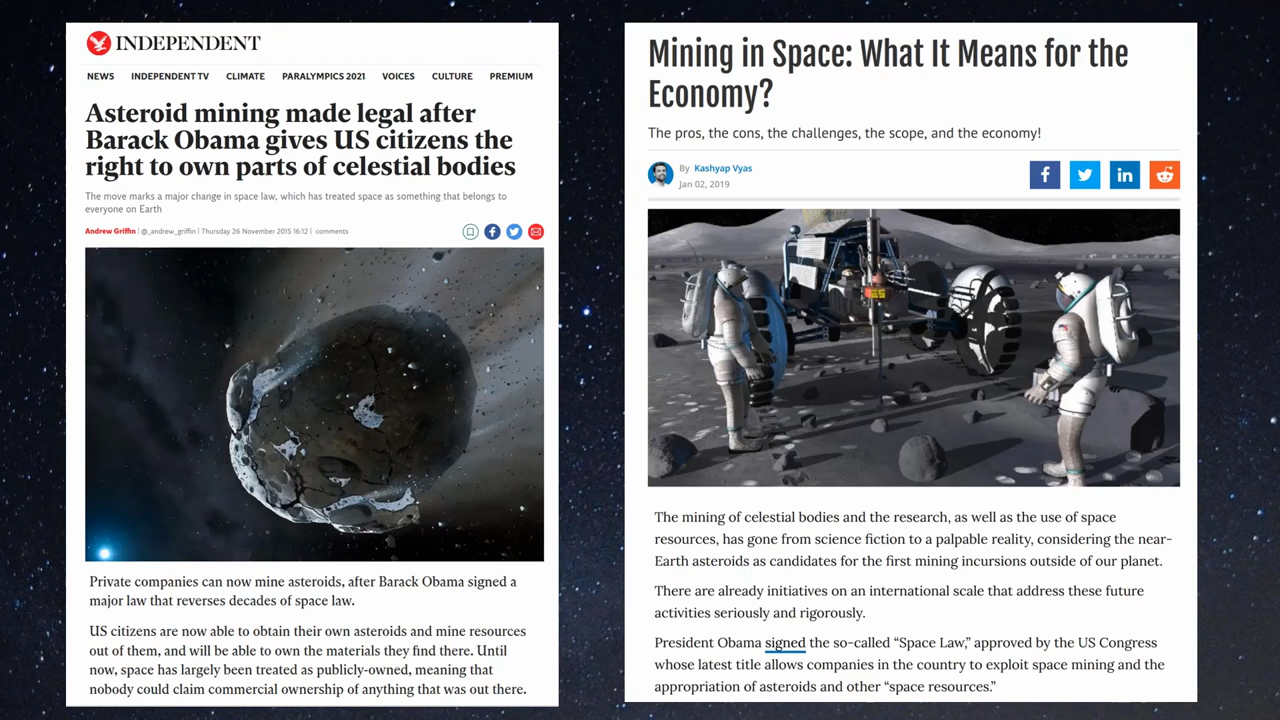 INDEPENDENT
NEWS INDEPENDENT TV CLIMATE PARALYMPICS 2021 VOICES CULTURE PREMIUM
Asteroid mining made legal after
Barack Obama gives US citizens the
right to own parts of celestial bodies
The move marks a major change in space law, which has treated space as something that belongs to
everyone on Earth
Andrew Griffin | @_andrew_griffin | Thursday 26 November 2015 16:12 | comments
Private companies can now mine asteroids, after Barack Obama signed a
major law that reverses decades of space law.
US citizens are now able to obtain their own asteroids and mine resources
out of them, and will be able to own the materials they find there. Until
now, space has largely been treated as publicly-owned, meaning that
nobody could claim commercial ownership of anything that was out there.
Mining in Space: What It Means for the
Economy?
The pros, the cons, the challenges, the scope, and the economy!
By Kashyap Vyas
Jan 02, 2019
The mining of celestial bodies and the research, as well as the use of space
resources, has gone from science fiction to a palpable reality, considering the near-
Earth asteroids as candidates for the first mining incursions outside of our planet.
There are already initiatives on an international scale that address these future
activities seriously and rigorously.
President Obama signed the so-called “Space Law,” approved by the US Congress
whose latest title allows companies in the country to exploit space mining and the
appropriation of asteroids and other “space resources.”